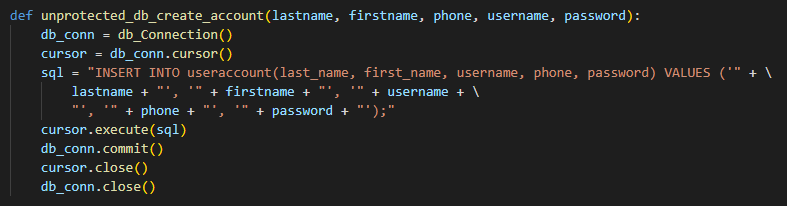 def unprotected_db_create_account(lastname, firstname, phone, username, password):
    db_conn = db_Connection()
    cursor = db_conn.cursor()
    sql = "INSERT INTO useraccount(last_name, first_name, username, phone, password) VALUES ('" + \
        lastname + "', '" + firstname + "', '" + username + \
        "', '" + phone + "', '" + password + "');"
    cursor.execute(sql)
    db_conn.commit()
    cursor.close()
    db_conn.close()